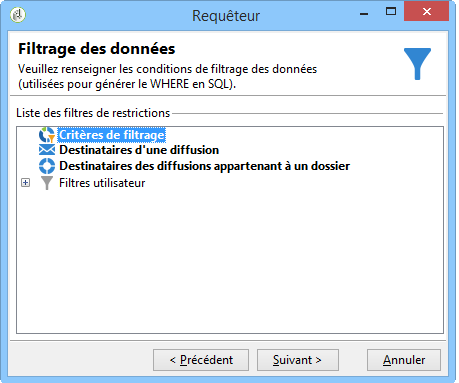 Requêteur
Filtrage des données
Veuillez renseigner les conditions de filtrage des données
(utilisées pour générer le WHERE en SQL).
Liste des filtres de restrictions
Critères de filtrage
Destinataires d'une diffusion
Destinataires des diffusions appartenant à un dossier
Filtres utilisateur
< Précédent Suivant > Annuler